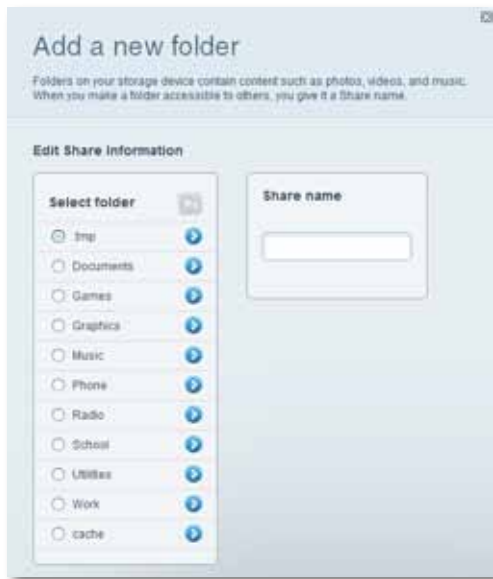 Add a new folder
Folders on your storage device contain content such as photos, videos, and music.
When you make a folder accessible to others, you give it a Share name.
Edit Share Information
Select folder
tmp
Documents
Games
Graphics
Music
Phone
Radio
School
Utilities
Work
cache
Share name